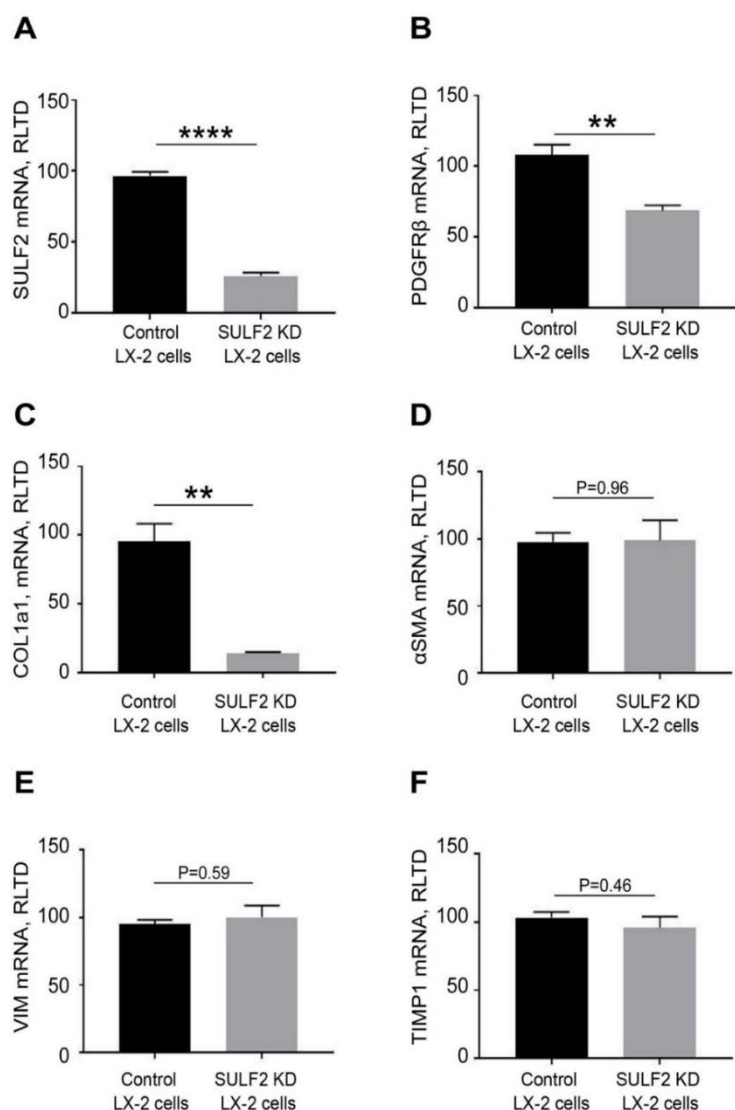 A
SULF2 mRNA, RLTD
150
100
50
0
****
Control
LX-2 cells
SULF2 KD
LX-2 cells
B
PDGFRβ mRNA, RLTD
150
100
50
0
**
Control
LX-2 cells
SULF2 KD
LX-2 cells
C
COL1a1, mRNA, RLTD
150
100
50
0
**
Control
LX-2 cells
SULF2 KD
LX-2 cells
D
αSMA mRNA, RLTD
150
100
50
0
P=0.96
Control
LX-2 cells
SULF2 KD
LX-2 cells
E
VIM mRNA, RLTD
150
100
50
0
P=0.59
Control
LX-2 cells
SULF2 KD
LX-2 cells
F
TIMP1 mRNA, RLTD
150
100
50
0
P=0.46
Control
LX-2 cells
SULF2 KD
LX-2 cells